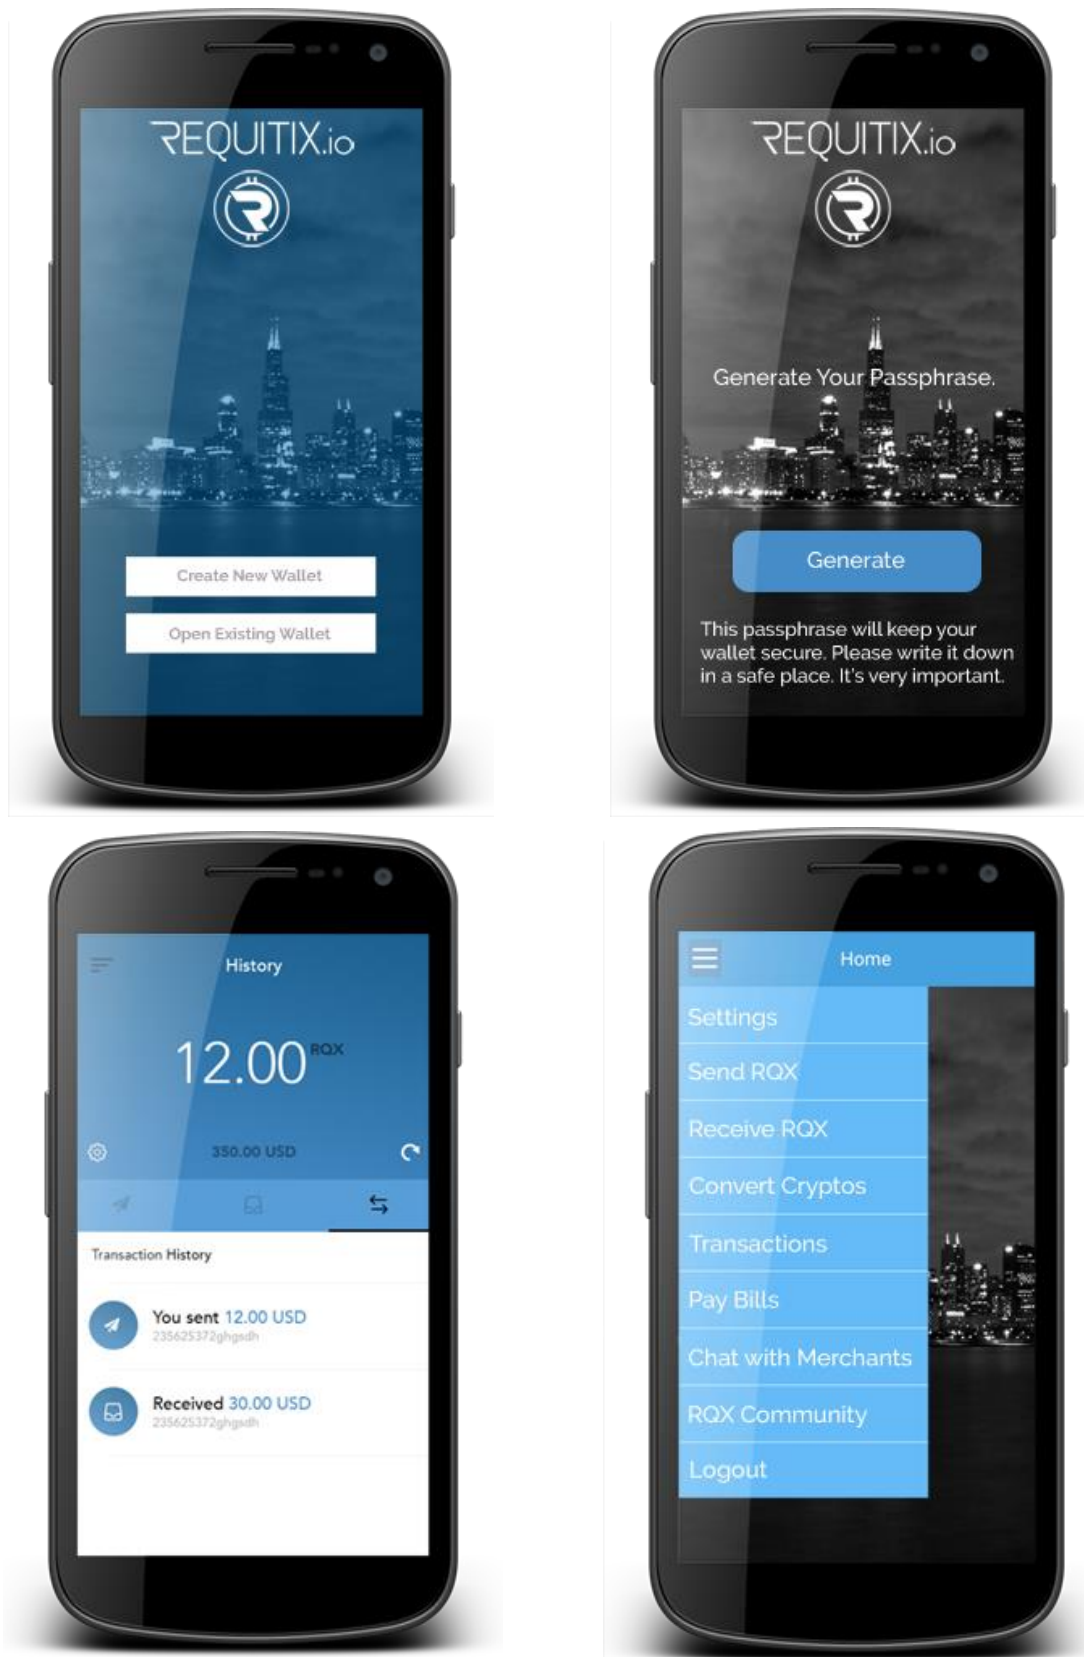 REQUITIX.io
R
Create New Wallet
Open Existing Wallet
REQUITIX.io
R
Generate Your Passphrase.
Generate
This passphrase will keep your
wallet secure. Please write it down
in a safe place. It's very important.
History
12.00 RQX
350.00 USD
Transaction History
You sent 12.00 USD
235625372ghgsdh
Received 30.00 USD
235625372ghgsdh
Home
Settings
Send RQX
Receive RQX
Convert Cryptos
Transactions
Pay Bills
Chat with Merchants
RQX Community
Logout